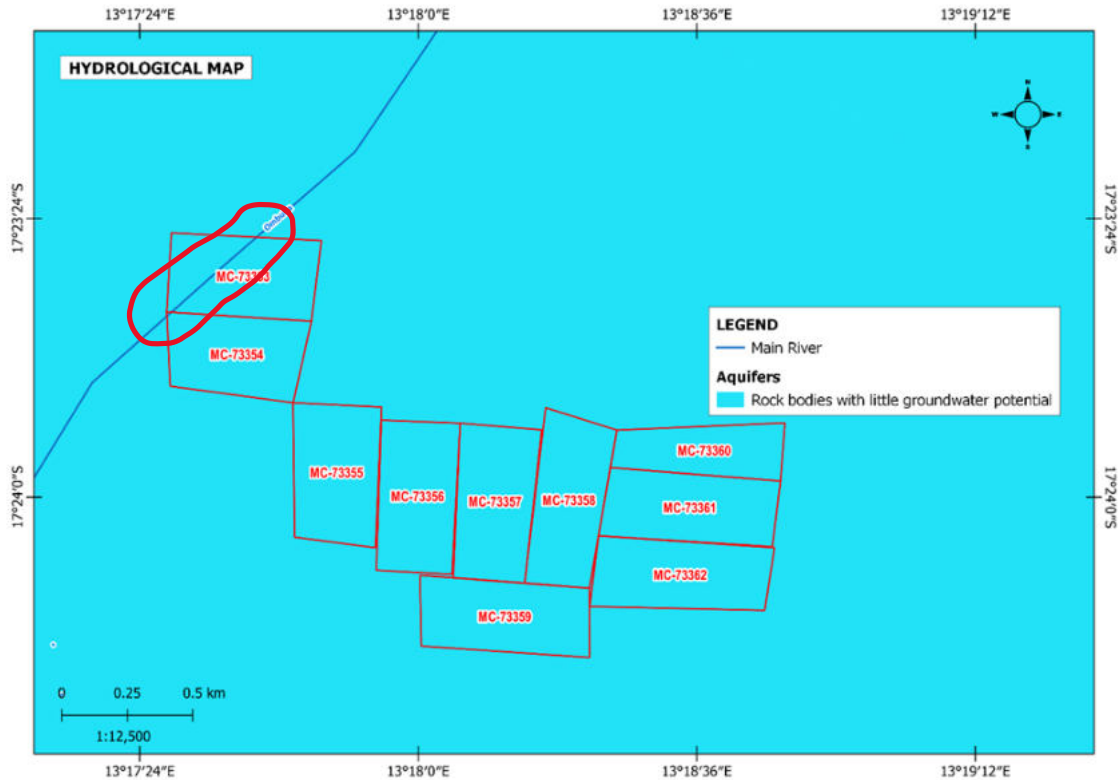 13°17'24"E 13°18'0"E 13°18'36"E 13°19'12"E
HYDROLOGICAL MAP
N
W E
S
17°23'24"S 17°23'24"S
MC-73354
LEGEND
Main River
Aquifers
Rock bodies with little groundwater potential
MC-73360
MC-73355
MC-73356
MC-73357
MC-73358
MC-73361
17°24'0"S 17°24'0"S
MC-73362
MC-73359
0 0.25 0.5 km
1:12,500
13°17'24"E 13°18'0"E 13°18'36"E 13°19'12"E